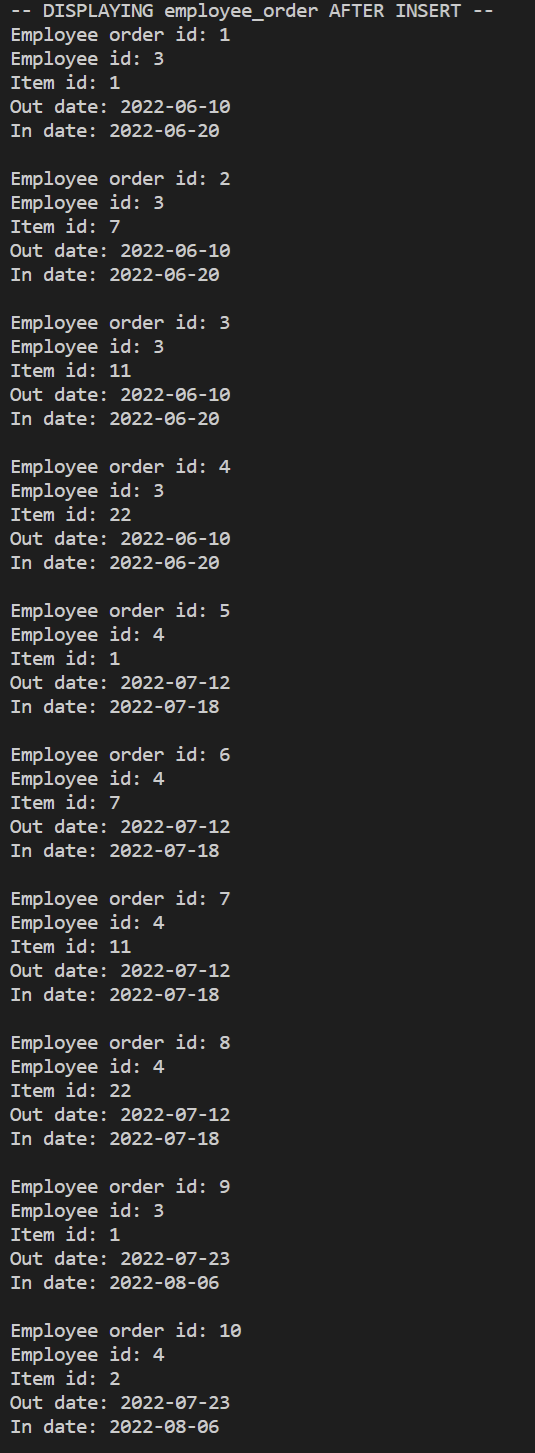 -- DISPLAYING employee_order AFTER INSERT --
Employee order id: 1
Employee id: 3
Item id: 1
Out date: 2022-06-10
In date: 2022-06-20

Employee order id: 2
Employee id: 3
Item id: 7
Out date: 2022-06-10
In date: 2022-06-20

Employee order id: 3
Employee id: 3
Item id: 11
Out date: 2022-06-10
In date: 2022-06-20

Employee order id: 4
Employee id: 3
Item id: 22
Out date: 2022-06-10
In date: 2022-06-20

Employee order id: 5
Employee id: 4
Item id: 1
Out date: 2022-07-12
In date: 2022-07-18

Employee order id: 6
Employee id: 4
Item id: 7
Out date: 2022-07-12
In date: 2022-07-18

Employee order id: 7
Employee id: 4
Item id: 11
Out date: 2022-07-12
In date: 2022-07-18

Employee order id: 8
Employee id: 4
Item id: 22
Out date: 2022-07-12
In date: 2022-07-18

Employee order id: 9
Employee id: 3
Item id: 1
Out date: 2022-07-23
In date: 2022-08-06

Employee order id: 10
Employee id: 4
Item id: 2
Out date: 2022-07-23
In date: 2022-08-06